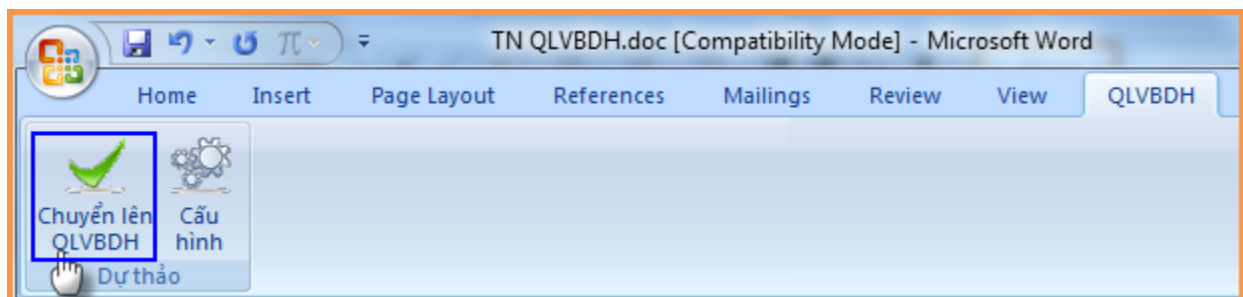 TN QLVBDH.doc [Compatibility Mode] - Microsoft Word
Home Insert Page Layout References Mailings Review View QLVBDH
Chuyển lên Cấu
QLVBDH hình
Dự thảo